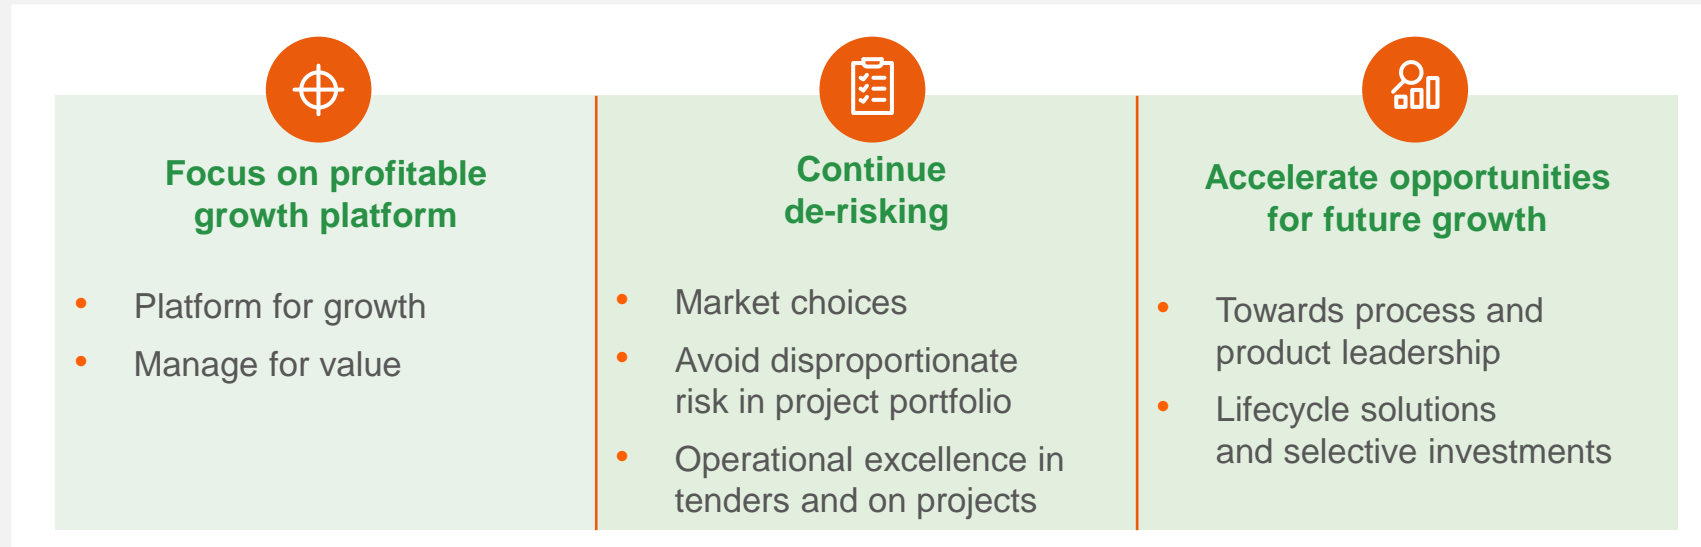 Focus on profitable
growth platform
• Platform for growth
• Manage for value
Continue
de-risking
• Market choices
• Avoid disproportionate
risk in project portfolio
• Operational excellence in
tenders and on projects
Accelerate opportunities
for future growth
• Towards process and
product leadership
• Lifecycle solutions
and selective investments